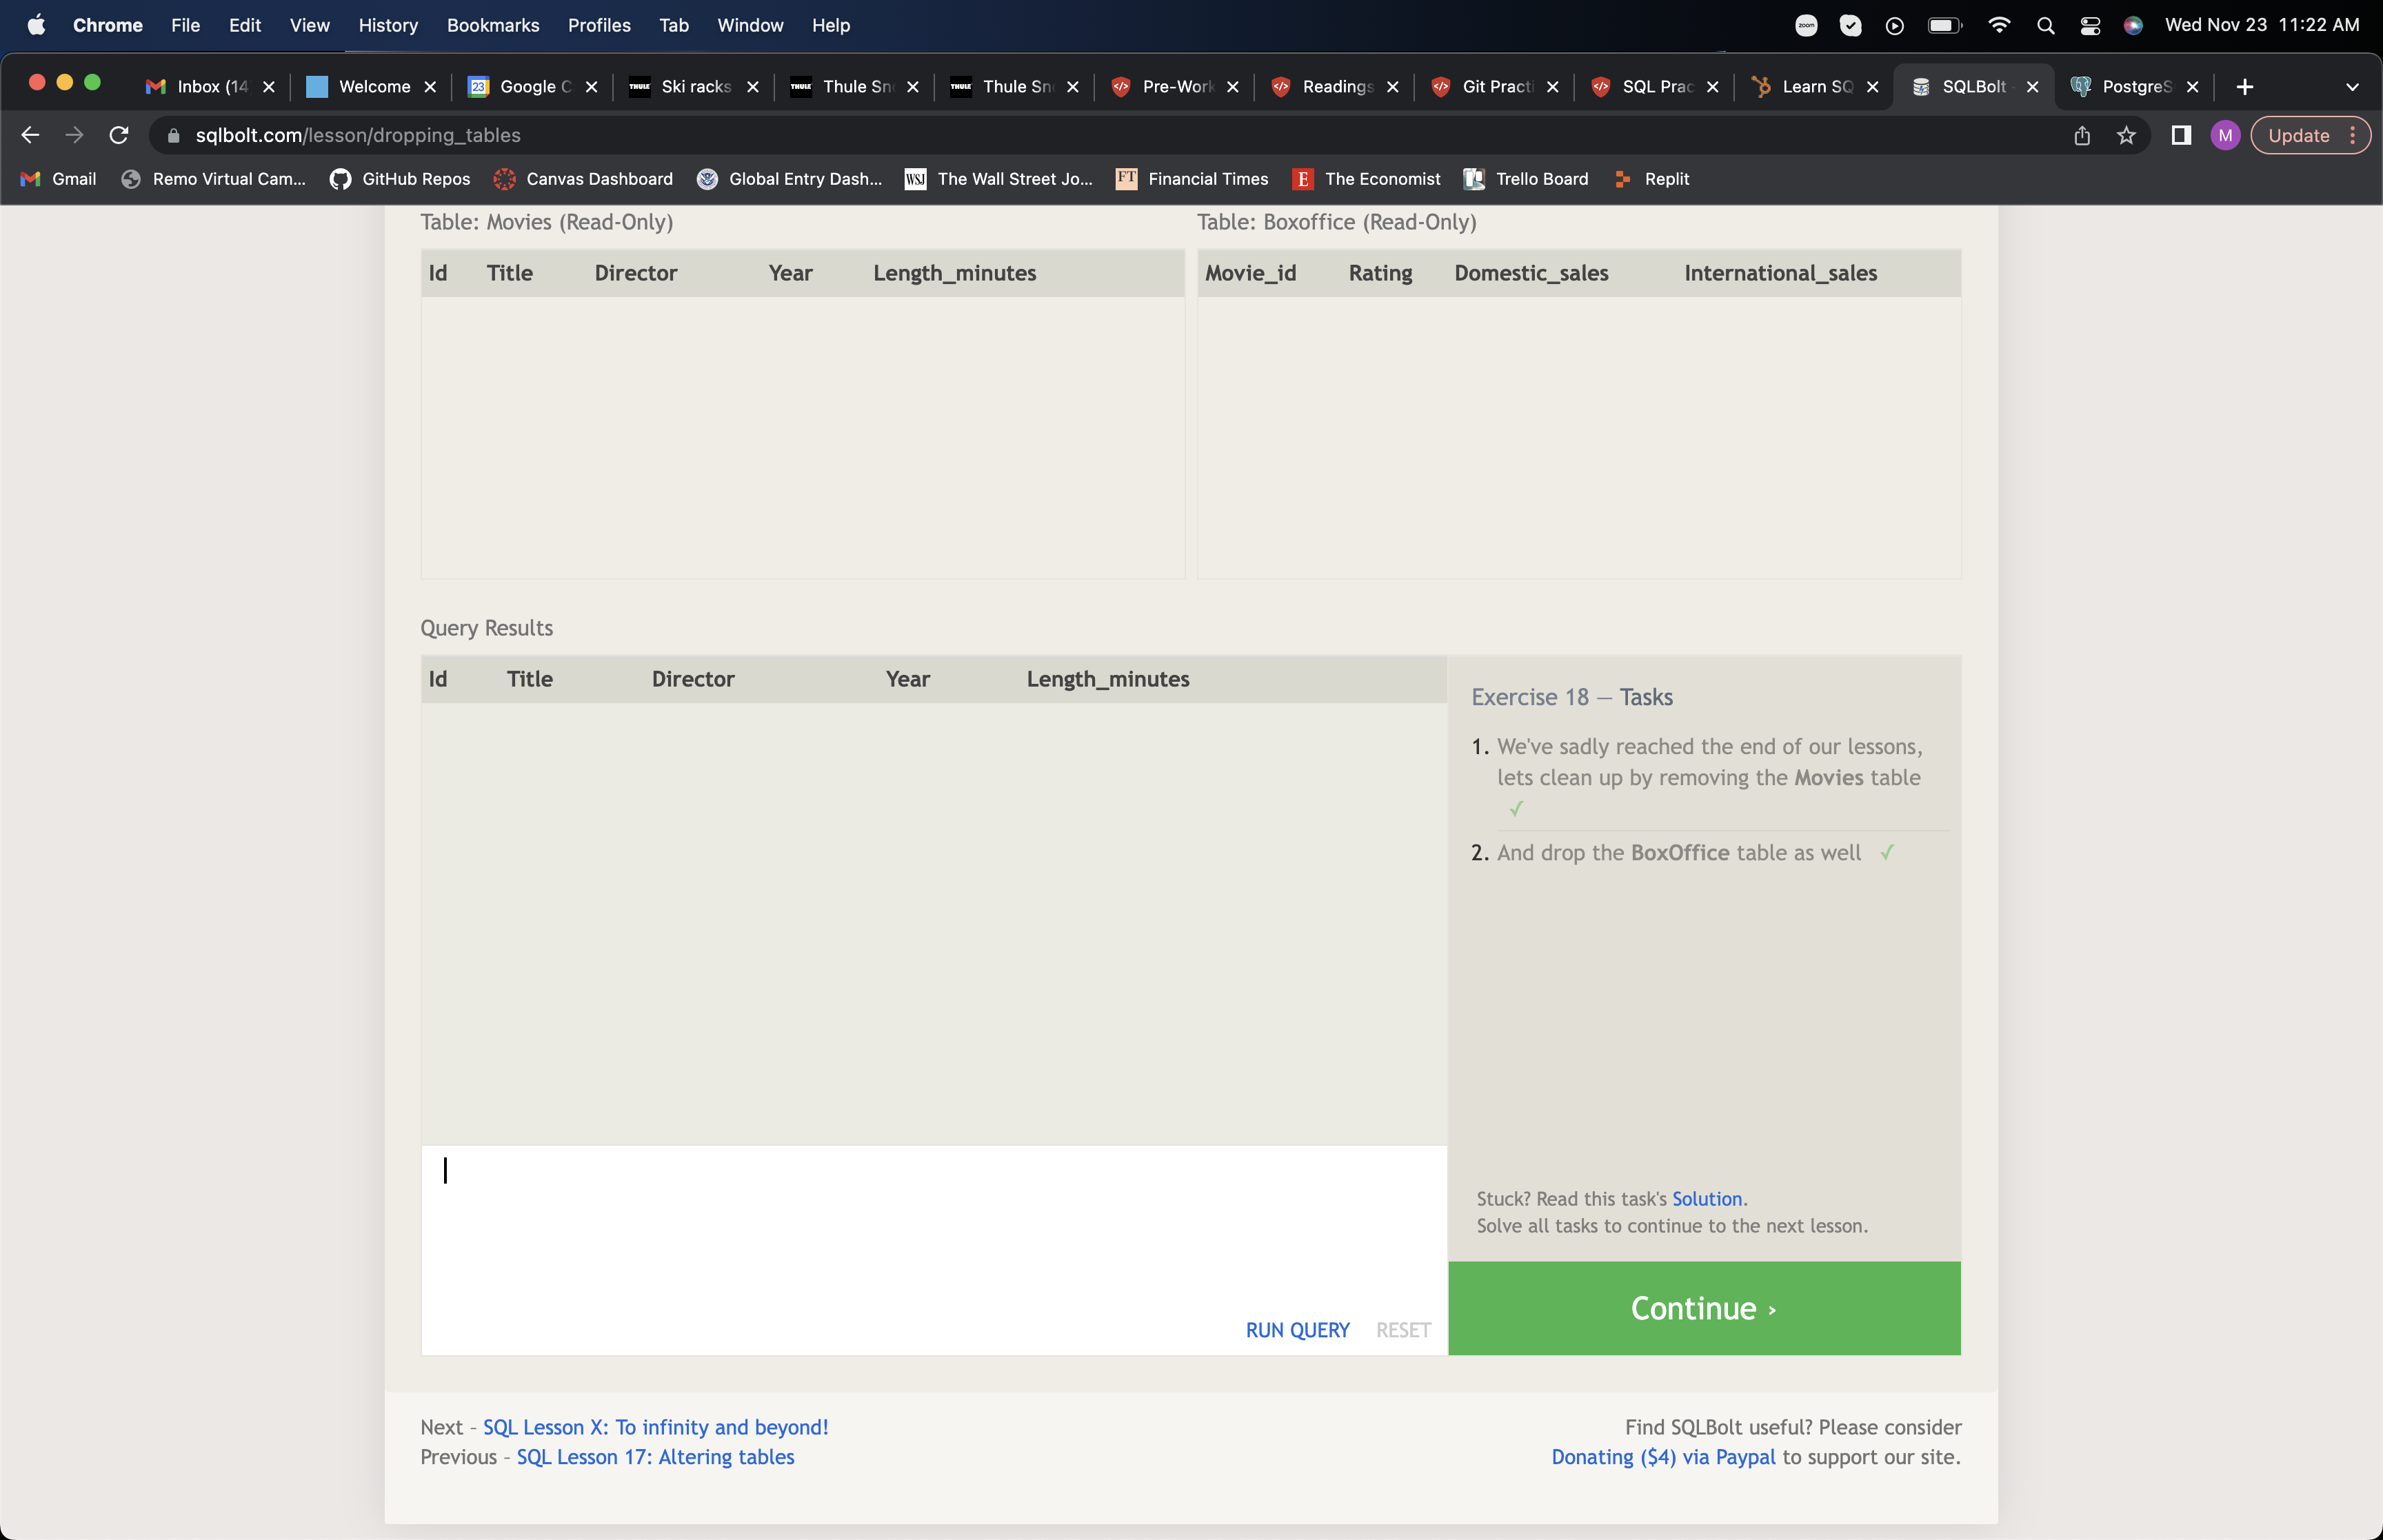 Chrome File Edit View History Bookmarks Profiles Tab Window Help zoom Wed Nov 23 11:22 AM
Inbox (14 Welcome 23 Google C THULE Ski racks THULE Thule Sn THULE Thule Sn Pre-Work Readings Git Practi SQL Prac Learn SQ SQLBolt - PostgreS
sqlbolt.com/lesson/dropping_tables M Update
Gmail Remo Virtual Cam... GitHub Repos Canvas Dashboard Global Entry Dash... WSJ The Wall Street Jo... FT Financial Times E The Economist Trello Board Replit
Table: Movies (Read-Only) Table: Boxoffice (Read-Only)
Id Title Director Year Length_minutes Movie_id Rating Domestic_sales International_sales
Query Results
Id Title Director Year Length_minutes
Exercise 18 — Tasks
1. We've sadly reached the end of our lessons,
lets clean up by removing the Movies table
✓
2. And drop the BoxOffice table as well ✓
Stuck? Read this task's Solution.
Solve all tasks to continue to the next lesson.
RUN QUERY RESET
Continue ›
Next – SQL Lesson X: To infinity and beyond!
Previous – SQL Lesson 17: Altering tables
Find SQLBolt useful? Please consider
Donating ($4) via Paypal to support our site.